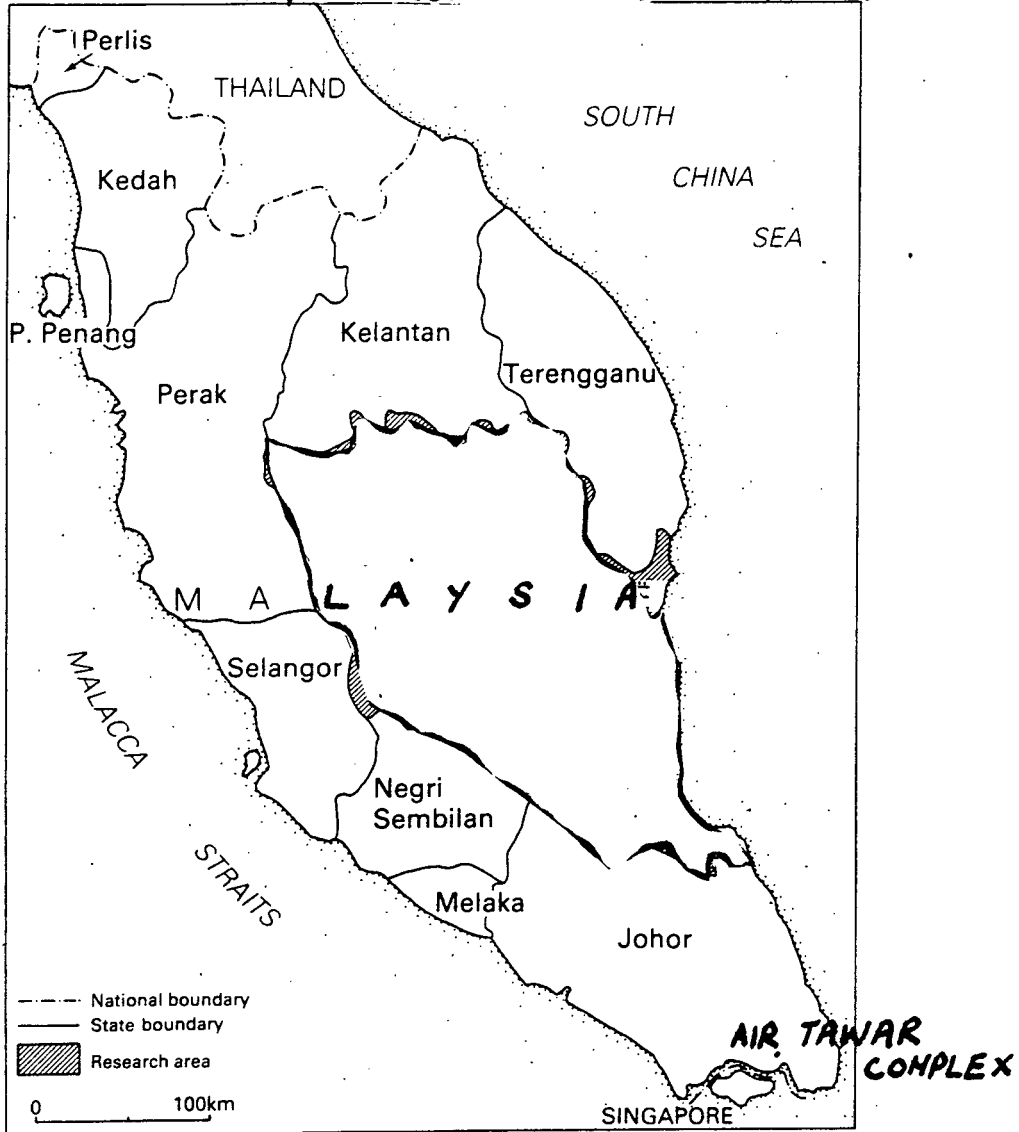 Perlis
THAILAND
SOUTH
CHINA
SEA
Kedah
P. Penang
Kelantan
Terengganu
Perak
MALAYSIA
Selangor
MALACCA
STRAITS
Negri
Sembilan
Melaka
Johor
National boundary
State boundary
Research area
0 100km
AIR TAWAR
COMPLEX
SINGAPORE